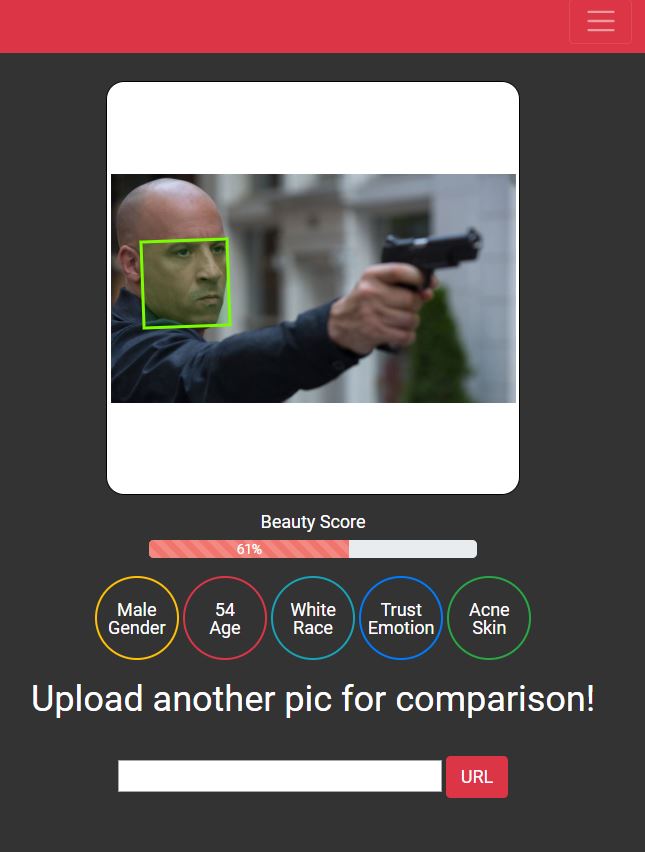 Beauty Score
61%
Male
Gender
54
Age
White
Race
Trust
Emotion
Acne
Skin
Upload another pic for comparison!
URL